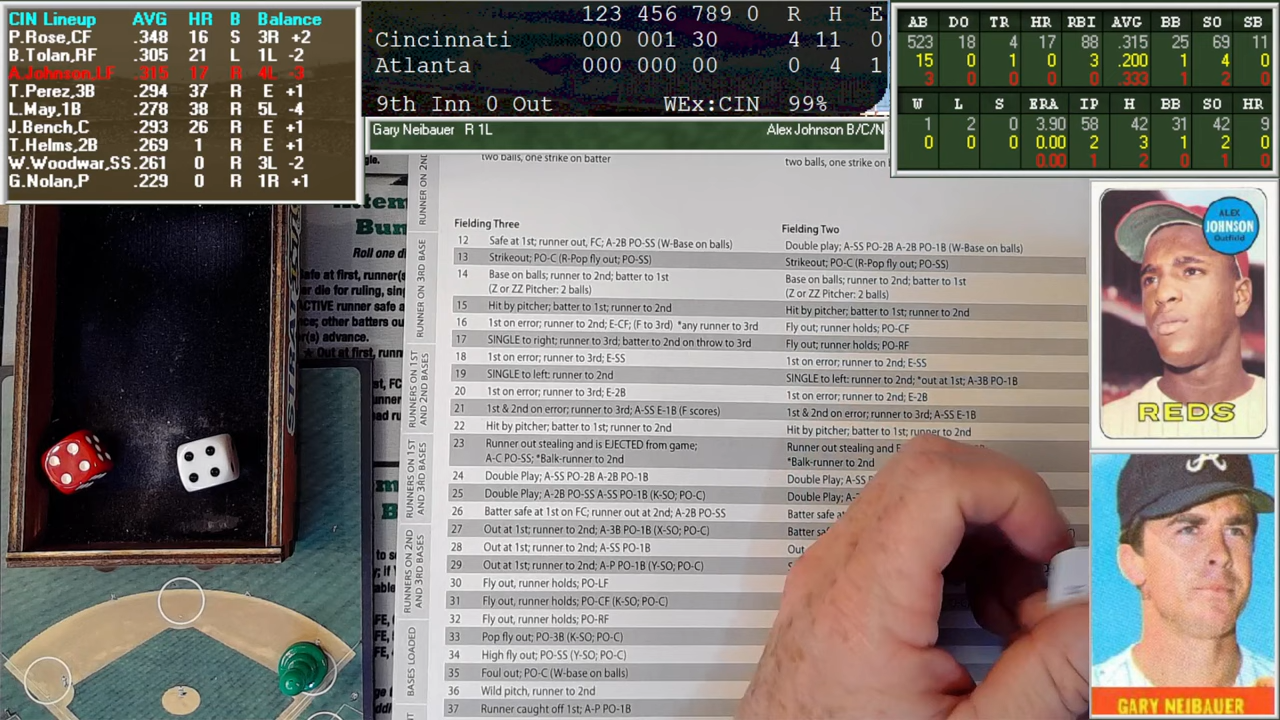 CIN Lineup AVG HR B Balance
P.Rose,CF .348 16 S 3R +2
B.Tolan,RF .305 21 L 1L -2
A.Johnson,LF .315 17 R 4L -3
T.Perez,3B .294 37 R E +1
L.May,1B .278 38 R 5L -4
J.Bench,C .293 26 R E +1
T.Helms,2B .269 1 R E +1
W.Woodwar,SS .261 0 R 3L -2
G.Nolan,P .229 0 R 1R +1
123 456 789 0 R H E
Cincinnati 000 001 30 4 11 0
Atlanta 000 000 00 0 4 1
9th Inn 0 Out WEx:CIN 99%
Gary Neibauer R 1L Alex Johnson B/C/N
AB DO TR HR RBI AVG BB SO SB
523 18 4 17 88 .315 25 69 11
15 0 1 0 3 .200 1 4 0
3 0 0 0 0 .333 1 2 0
W L S ERA IP H BB SO HR
1 2 0 3.90 58 42 31 42 9
0 0 0 0.00 2 3 1 2 0
0.00 1 2 0 1 0
ALEX
JOHNSON
Outfield
REDS
GARY NEIBAUER
two balls, one strike on batter two balls, one strike on
Fielding Three Fielding Two
12 Safe at 1st; runner out, FC; A-2B PO-SS (W-Base on balls) Double play; A-SS PO-2B A-2B PO-1B (W-Base on balls)
13 Strikeout; PO-C (R-Pop fly out; PO-SS) Strikeout; PO-C (R-Pop fly out; PO-SS)
14 Base on balls; runner to 2nd; batter to 1st Base on balls; runner to 2nd; batter to 1st
(Z or ZZ Pitcher: 2 balls) (Z or ZZ Pitcher: 2 balls)
15 Hit by pitcher; batter to 1st; runner to 2nd Hit by pitcher; batter to 1st; runner to 2nd
16 1st on error; runner to 2nd; E-CF; (F to 3rd) *any runner to 3rd Fly out; runner holds; PO-CF
17 SINGLE to right; runner to 3rd; batter to 2nd on throw to 3rd Fly out; runner holds; PO-RF
18 1st on error; runner to 3rd; E-SS 1st on error; runner to 3rd; E-SS
19 SINGLE to left: runner to 2nd SINGLE to left: runner to 2nd; *out at 1st; A-3B PO-1B
20 1st on error; runner to 3rd; E-2B 1st on error; runner to 2nd; E-2B
21 1st & 2nd on error; runner to 3rd; A-SS E-1B (F scores) 1st & 2nd on error; runner to 3rd; A-SS E-1B
22 Hit by pitcher; batter to 1st; runner to 2nd Hit by pitcher; batter to 1st; runner to 2nd
23 Runner out stealing and is EJECTED from game; Runner out stealing and
A-C PO-SS; *Balk-runner to 2nd *Balk-runner to 2nd
24 Double Play; A-SS PO-2B A-2B PO-1B Double Play;
25 Double Play; A-2B PO-SS A-SS PO-1B (K-SO; PO-C) Double Play;
26 Batter safe at 1st on FC; runner out at 2nd; A-2B PO-SS Batter safe
27 Out at 1st; runner to 2nd; A-3B PO-1B (X-SO; PO-C) Batter
28 Out at 1st; runner to 2nd; A-SS PO-1B Out
29 Out at 1st; runner to 2nd; A-P PO-1B (Y-SO; PO-C)
30 Fly out, runner holds; PO-LF
31 Fly out, runner holds; PO-CF (K-SO; PO-C)
32 Fly out, runner holds; PO-RF
33 Pop fly out; PO-3B (K-SO; PO-C)
34 High fly out; PO-SS (Y-SO; PO-C)
35 Foul out; PO-C (W-base on balls)
36 Wild pitch, runner to 2nd
37 Runner caught off 1st; A-P PO-1B
RUNNER ON 2ND
RUNNER ON 3RD BASE
RUNNERS ON 1ST AND 2ND BASES
RUNNERS ON 1ST AND 3RD BASES
RUNNERS ON 2ND AND 3RD BASES
BASES LOADED
Roll one di